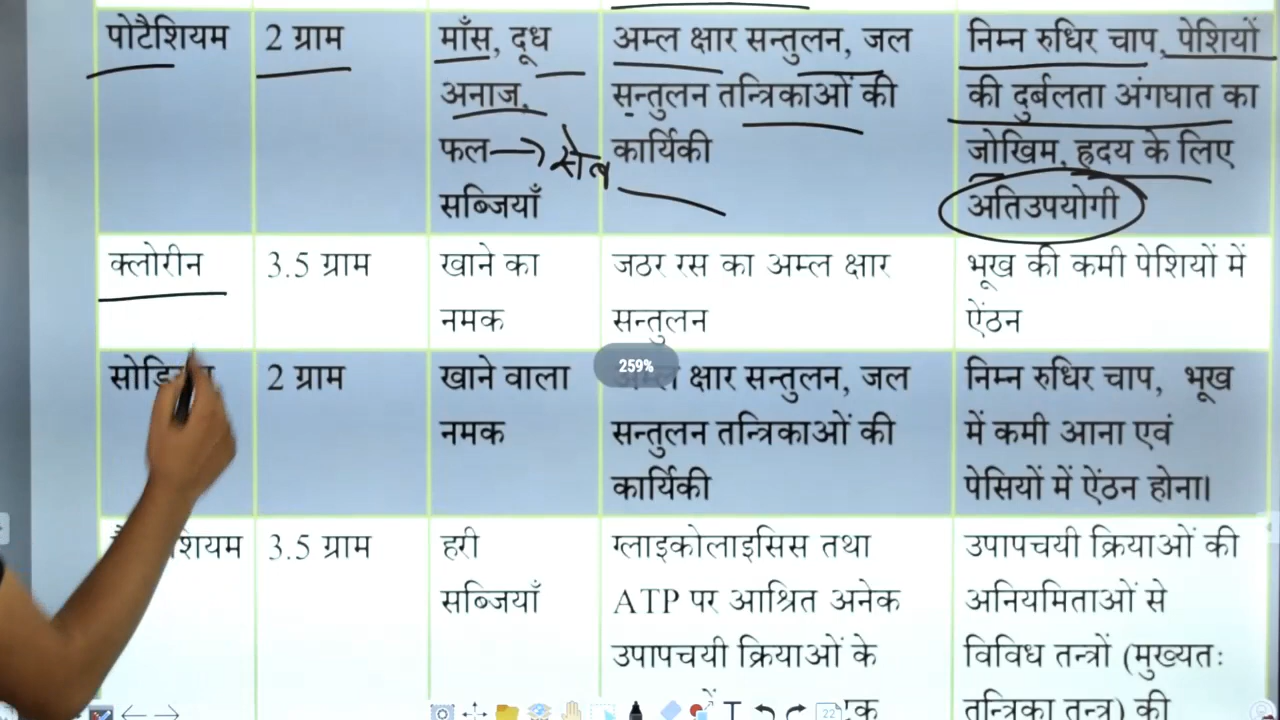 पोटैशियम 2 ग्राम माँस, दूध अम्ल क्षार सन्तुलन, जल निम्न रुधिर चाप, पेशियों
अनाज, सन्तुलन तन्त्रिकाओं की की दुर्बलता अंगघात का
फल→ सेब कार्यिकी जोखिम, ह्रदय के लिए
सब्जियाँ अतिउपयोगी
क्लोरीन 3.5 ग्राम खाने का जठर रस का अम्ल क्षार भूख की कमी पेशियों में
नमक सन्तुलन ऐंठन
2 ग्राम खाने वाला क्षार सन्तुलन, जल निम्न रुधिर चाप, भूख
259%
नमक सन्तुलन तन्त्रिकाओं की में कमी आना एवं
कार्यिकी पेसियों में ऐंठन होना।
3.5 ग्राम हरी ग्लाइकोलाइसिस तथा उपापचयी क्रियाओं की
सब्जियाँ ATP पर आश्रित अनेक अनियमिताओं से
उपापचयी क्रियाओं के विविध तन्त्रों (मुख्यतः
तन्त्रिका तन्त्र) की
22